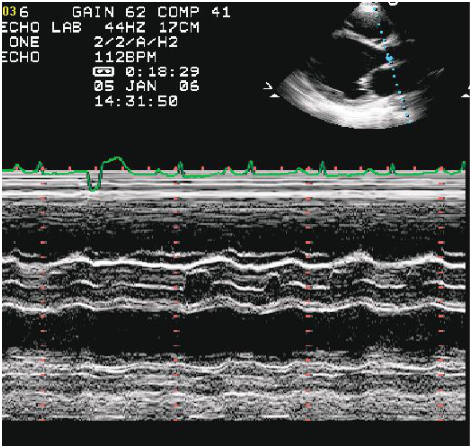 036 GAIN 62 COMP 41
ECHO LAB 44HZ 17CM
ONE 2/2/A/H2
ECHO 112BPM
0:18:29
05 JAN 06
14:31:50